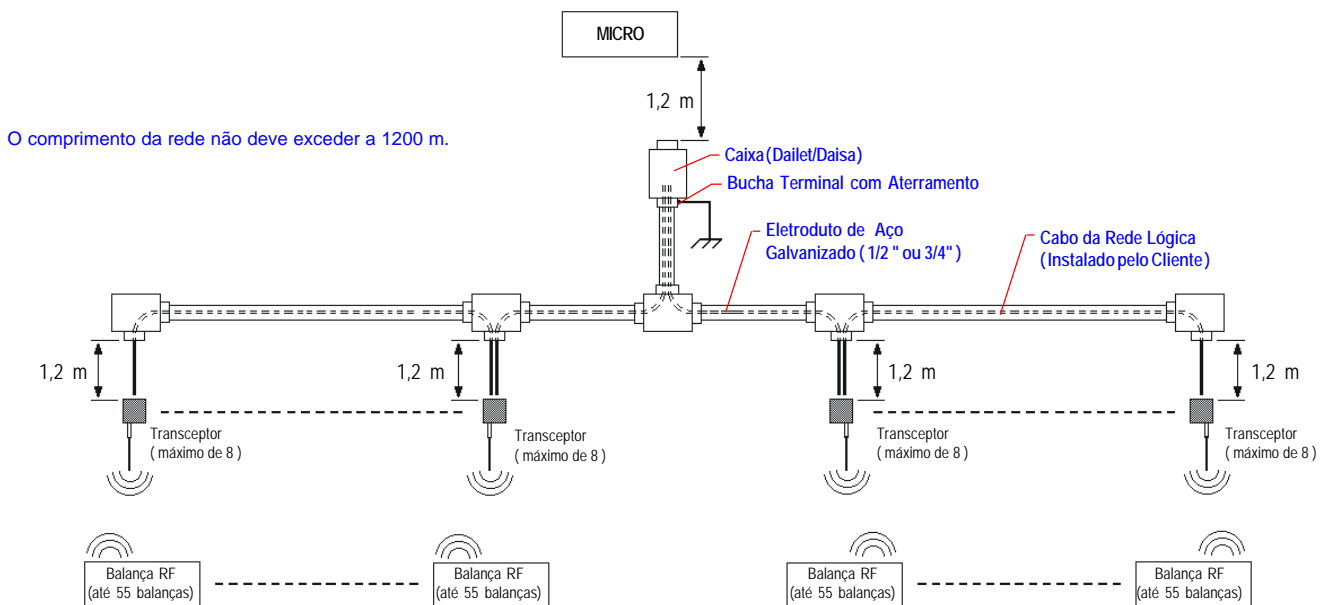 MICRO
1,2 m
O comprimento da rede não deve exceder a 1200 m.
Caixa (Dailet/Daisa)
Bucha Terminal com Aterramento
Eletroduto de Aço
Galvanizado ( 1/2 " ou 3/4" )
Cabo da Rede Lógica
(Instalado pelo Cliente)
1,2 m
1,2 m
1,2 m
1,2 m
Transceptor
( máximo de 8 )
Transceptor
( máximo de 8 )
Transceptor
( máximo de 8 )
Transceptor
( máximo de 8 )
Balança RF
(até 55 balanças)
Balança RF
(até 55 balanças)
Balança RF
(até 55 balanças)
Balança RF
(até 55 balanças)